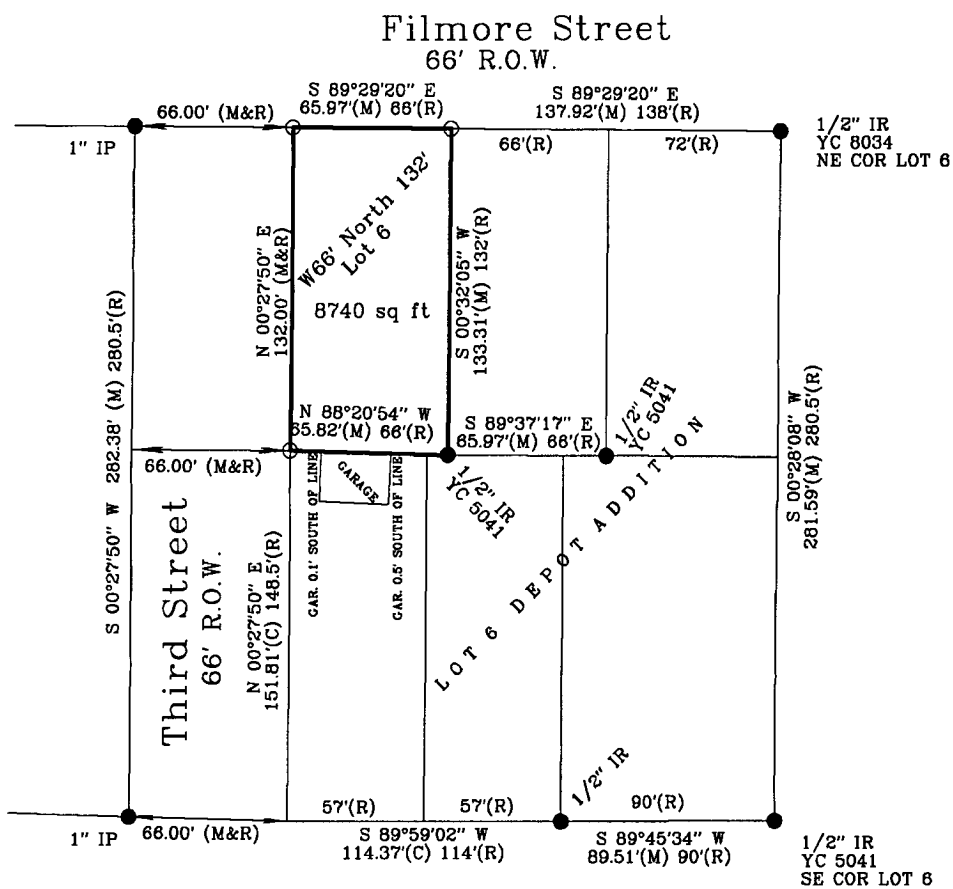 Filmore Street
66' R.O.W.
S 89°29'20" E
65.97'(M) 66'(R)
S 89°29'20" E
137.92'(M) 138'(R)
66.00' (M&R)
1" IP
66'(R)
72'(R)
1/2" IR
YC 8034
NE COR LOT 6
W66' North 132'
Lot 6
8740 sq ft
N 00°27'50" E
132.00' (M&R)
S 00°32'05" W
133.31'(M) 132'(R)
S 00°27'50" W 282.38' (M) 280.5'(R)
N 88°20'54" W
65.82'(M) 66'(R)
S 89°37'17" E
65.97'(M) 66'(R)
1/2" IR
YC 5041
S 00°28'08" W
281.59'(M) 280.5'(R)
66.00' (M&R)
GARAGE
1/2" IR
YC 5041
GAR. 0.1' SOUTH OF LINE
GAR. 0.5' SOUTH OF LINE
LOT 6 DEPOT ADDITION
Third Street
66' R.O.W.
N 00°27'50" E
151.81'(C) 148.5'(R)
1/2" IR
57'(R)
57'(R)
90'(R)
1" IP
66.00' (M&R)
S 89°59'02" W
114.37'(C) 114'(R)
S 89°45'34" W
89.51'(M) 90'(R)
1/2" IR
YC 5041
SE COR LOT 6